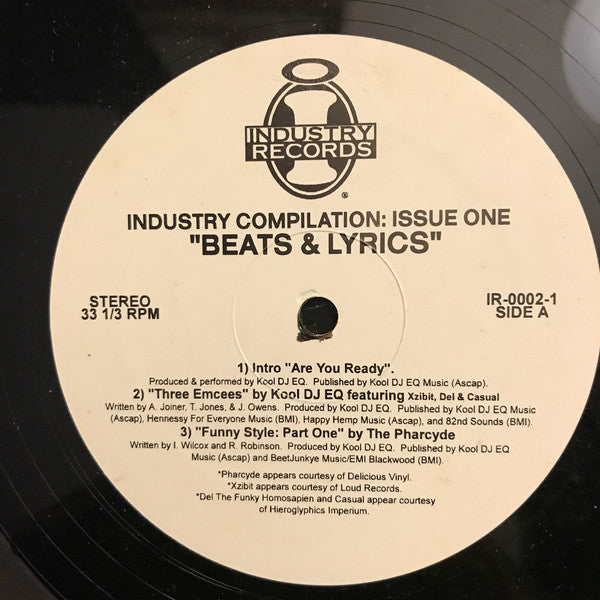 INDUSTRY
RECORDS
®
INDUSTRY COMPILATION: ISSUE ONE
"BEATS & LYRICS"
STEREO
33 1/3 RPM
IR-0002-1
SIDE A
1) Intro "Are You Ready".
Produced & performed by Kool DJ EQ. Published by Kool DJ EQ Music (Ascap).
2) "Three Emcees" by Kool DJ EQ featuring Xzibit, Del & Casual
Written by A. Joiner, T. Jones, & J. Owens. Produced by Kool DJ EQ. Published by Kool DJ EQ Music
(Ascap), Hennessy For Everyone Music (BMI), Happy Hemp Music (Ascap), and 82nd Sounds (BMI).
3) "Funny Style: Part One" by The Pharcyde
Written by I. Wilcox and R. Robinson. Produced by Kool DJ EQ. Published by Kool DJ EQ
Music (Ascap) and BeetJunkye Music/EMI Blackwood (BMI).
*Pharcyde appears courtesy of Delicious Vinyl.
*Xzibit appears courtesy of Loud Records.
*Del The Funky Homosapien and Casual appear courtesy
of Hieroglyphics Imperium.